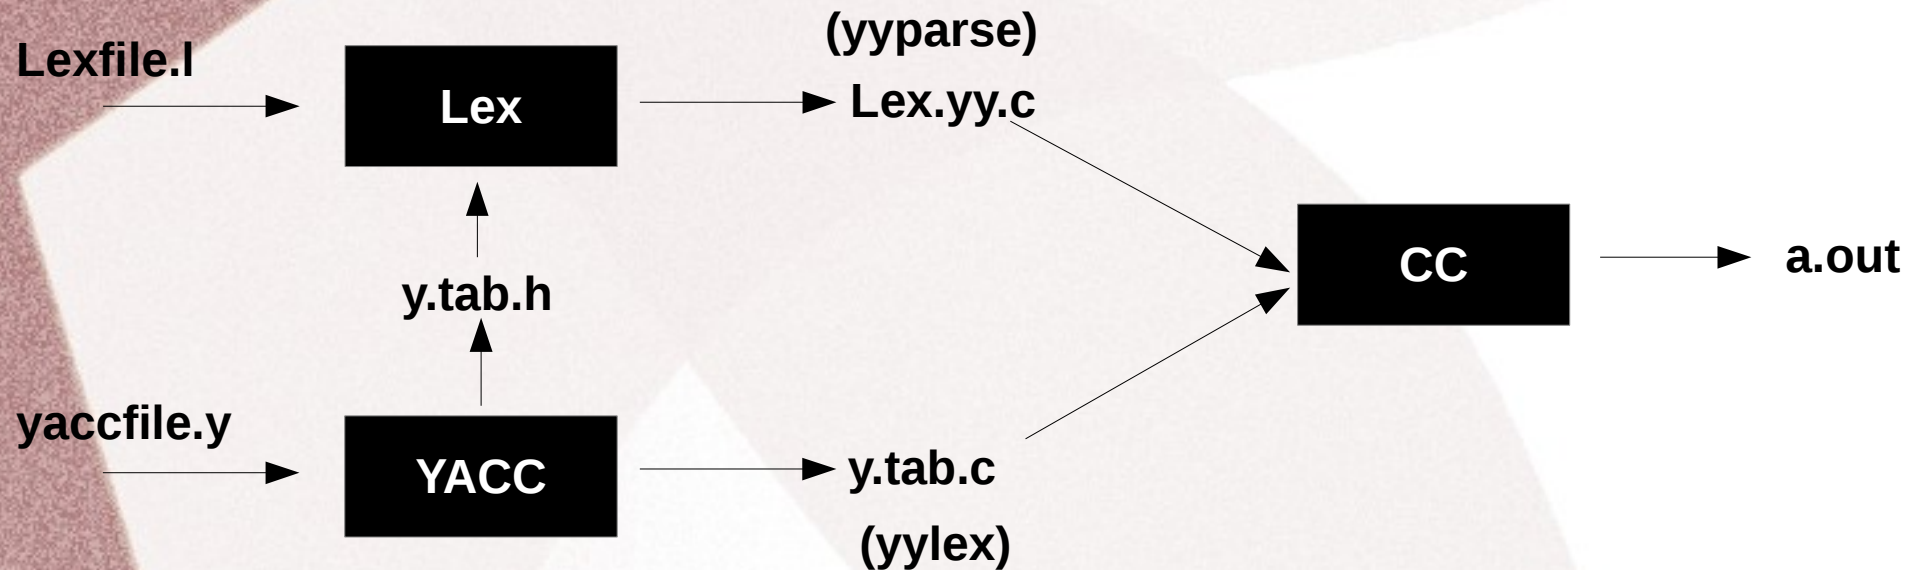 (yyparse)
Lexfile.l
Lex
Lex.yy.c
CC
a.out
y.tab.h
yaccfile.y
YACC
y.tab.c
(yylex)